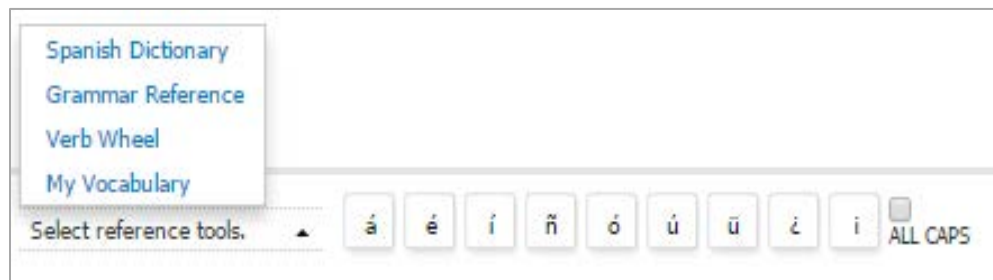 Spanish Dictionary
Grammar Reference
Verb Wheel
My Vocabulary
Select reference tools. á é í ñ ó ú ü ¿ ¡ ALL CAPS